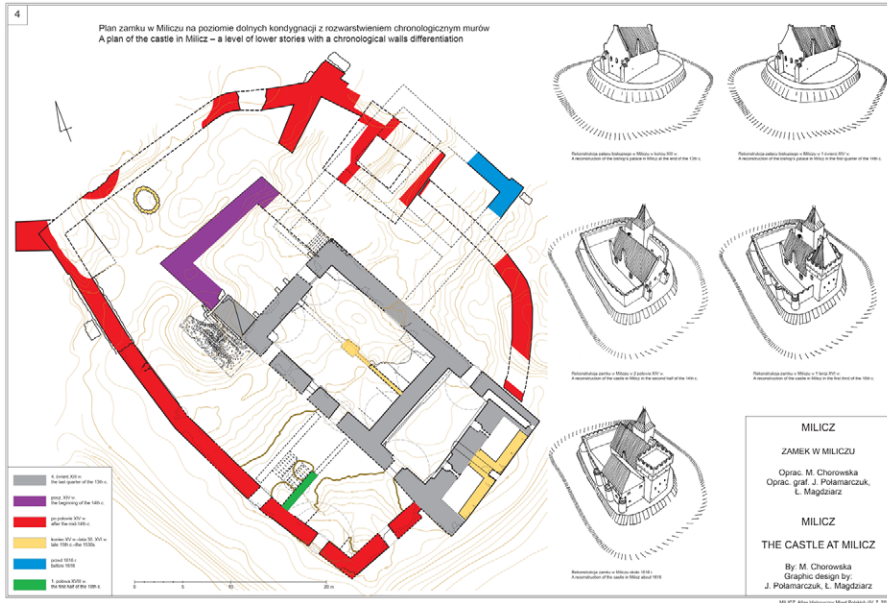 4
Plan zamku w Miliczu na poziomie dolnych kondygnacji z rozwarstwieniem chronologicznym murów
A plan of the castle in Milicz – a level of lower stories with a chronological walls differentiation
Rekonstrukcja pałacu biskupiego w Miliczu w końcu XIII w.
A reconstruction of the bishop's palace in Milicz at the end of the 13th c.
Rekonstrukcja pałacu biskupiego w Miliczu w 1 ćwierci XIV w.
A reconstruction of the bishop's palace in Milicz in the first quarter of the 14th c.
Rekonstrukcja zamku w Miliczu w 2 połowie XIV w.
A reconstruction of the castle in Milicz in the second half of the 14th c.
Rekonstrukcja zamku w Miliczu w 1 tercji XVI w.
A reconstruction of the castle in Milicz in the first third of the 16th c.
Rekonstrukcja zamku w Miliczu około 1616 r.
A reconstruction of the castle in Milicz about 1616
4. ćwierć XIII w.
the last quarter of the 13th c.
pocz. XIV w.
the beginning of the 14th c.
po połowie XIV w.
after the mid-14th c.
koniec XV w.-lata 30. XVI w.
late 15th c.-the 1530s
przed 1616 r.
before 1616
1. połowa XVIII w.
the first half of the 18th c.
0 10 20 m
MILICZ
ZAMEK W MILICZU
Oprac. M. Chorowska
Oprac. graf. J. Połamarczuk,
Ł. Magdziarz
MILICZ
THE CASTLE AT MILICZ
By: M. Chorowska
Graphic design by:
J. Połamarczuk, Ł. Magdziarz
MILICZ, Atlas Historyczny Miast Polskich